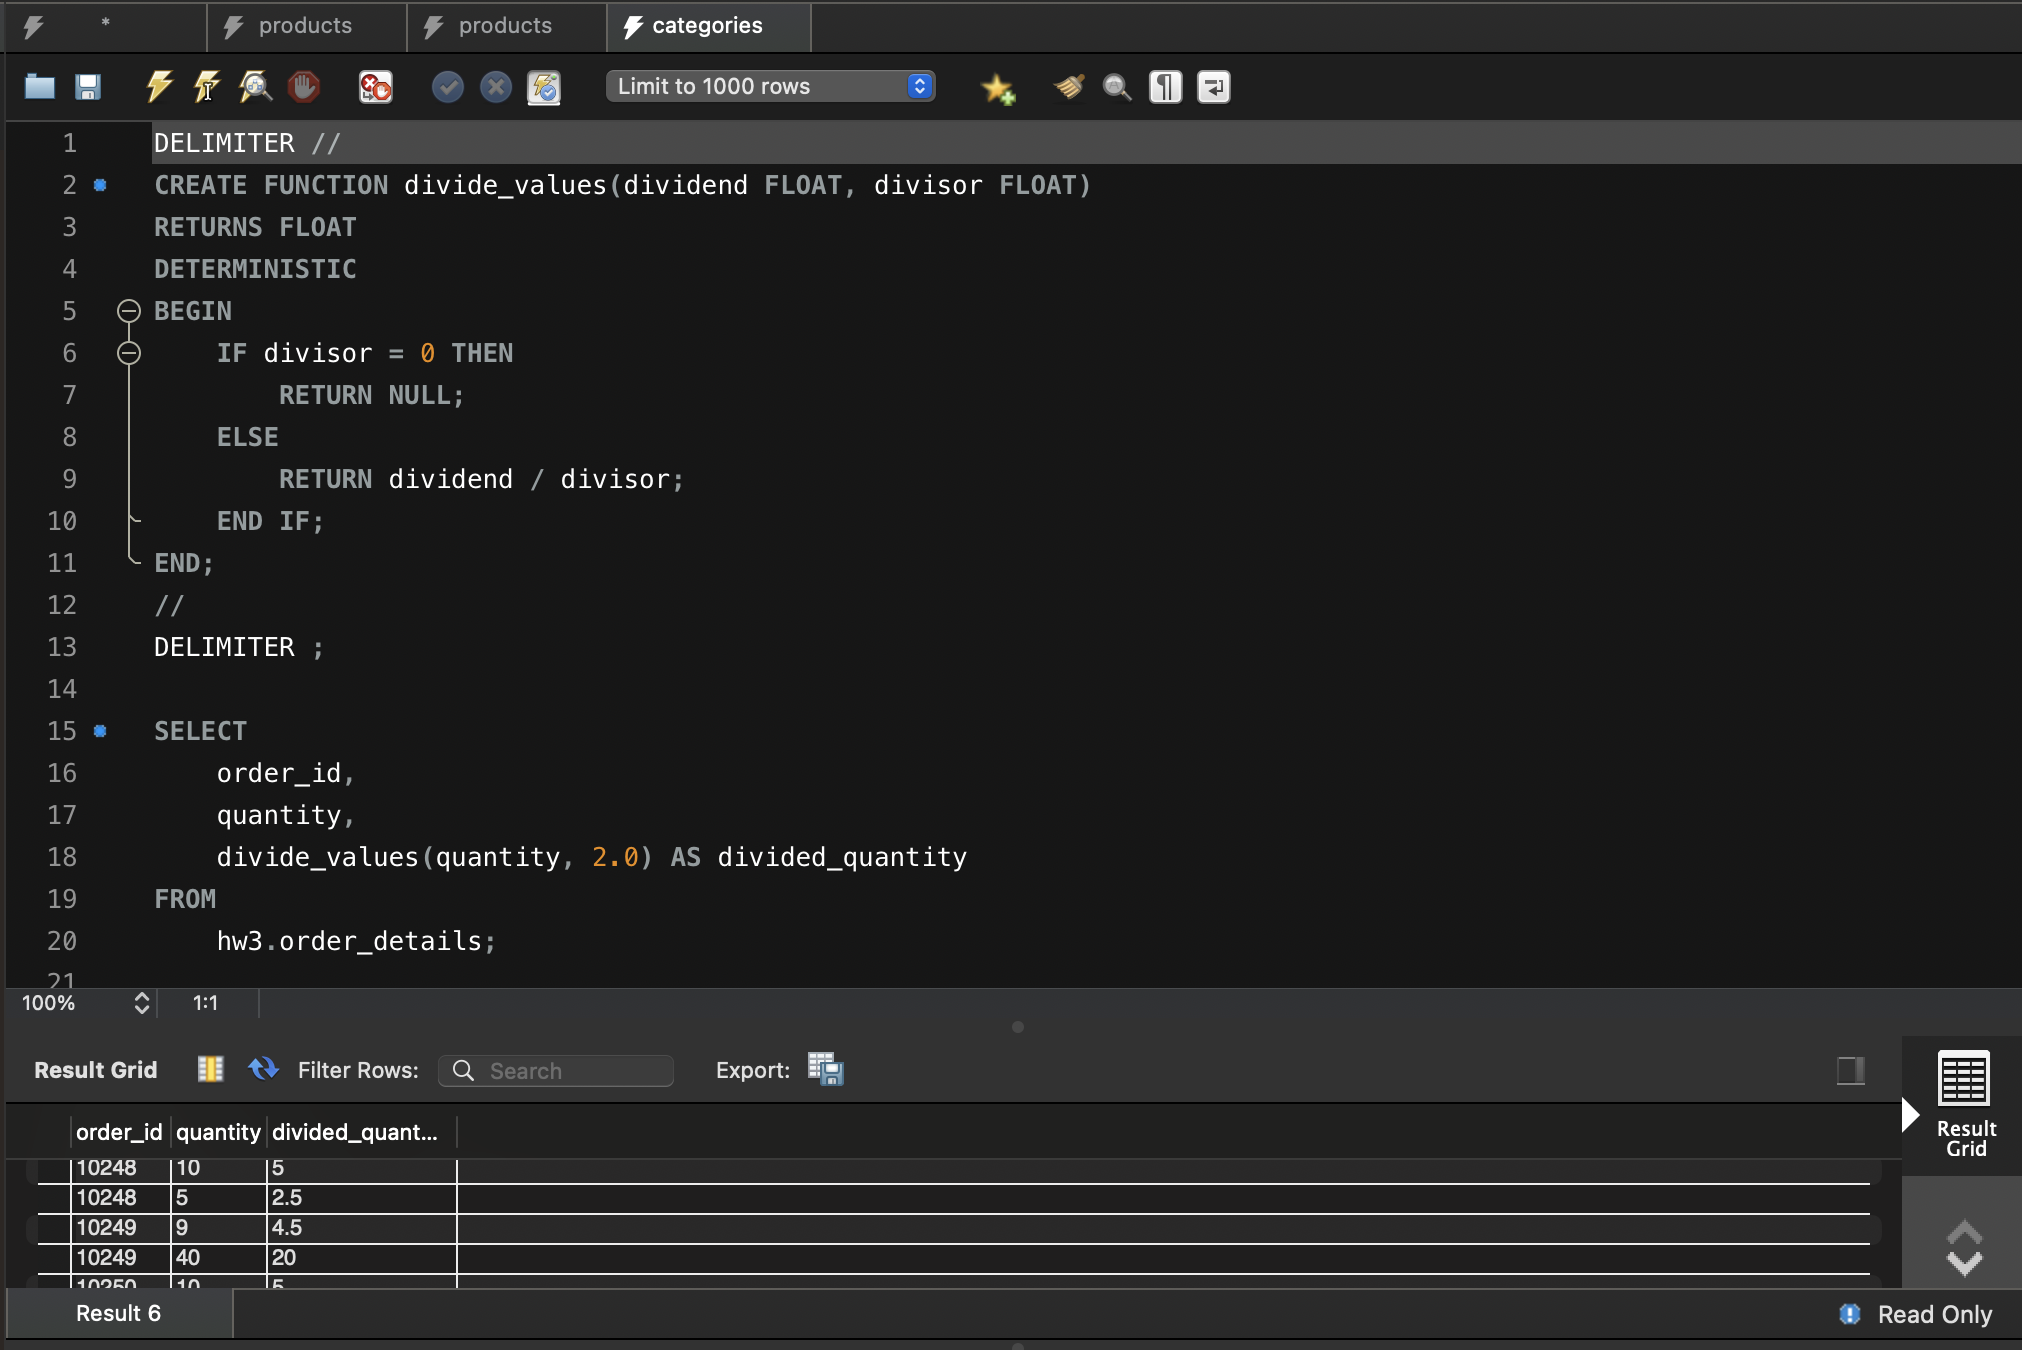 * products products categories
Limit to 1000 rows
1 DELIMITER //
2 CREATE FUNCTION divide_values(dividend FLOAT, divisor FLOAT)
3 RETURNS FLOAT
4 DETERMINISTIC
5 BEGIN
6 IF divisor = 0 THEN
7 RETURN NULL;
8 ELSE
9 RETURN dividend / divisor;
10 END IF;
11 END;
12 //
13 DELIMITER ;
14
15 SELECT
16 order_id,
17 quantity,
18 divide_values(quantity, 2.0) AS divided_quantity
19 FROM
20 hw3.order_details;
21
100% 1:1
Result Grid Filter Rows: Search Export:
order_id quantity divided_quant...
10248 10 5
10248 5 2.5
10249 9 4.5
10249 40 20
10250 10 5
Result Grid
Result 6 Read Only